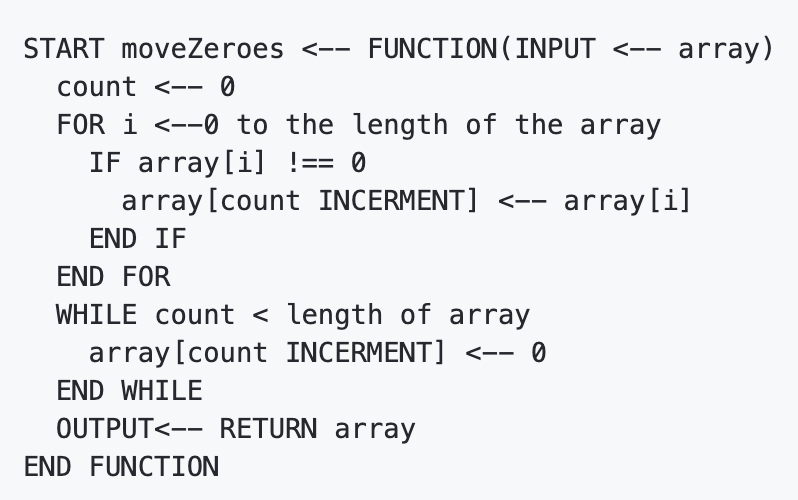 START moveZeroes <-- FUNCTION(INPUT <-- array)
  count <-- 0
  FOR i <--0 to the length of the array
    IF array[i] !== 0
      array[count INCERMENT] <-- array[i]
    END IF
  END FOR
  WHILE count < length of array
    array[count INCERMENT] <-- 0
  END WHILE
  OUTPUT<-- RETURN array
END FUNCTION